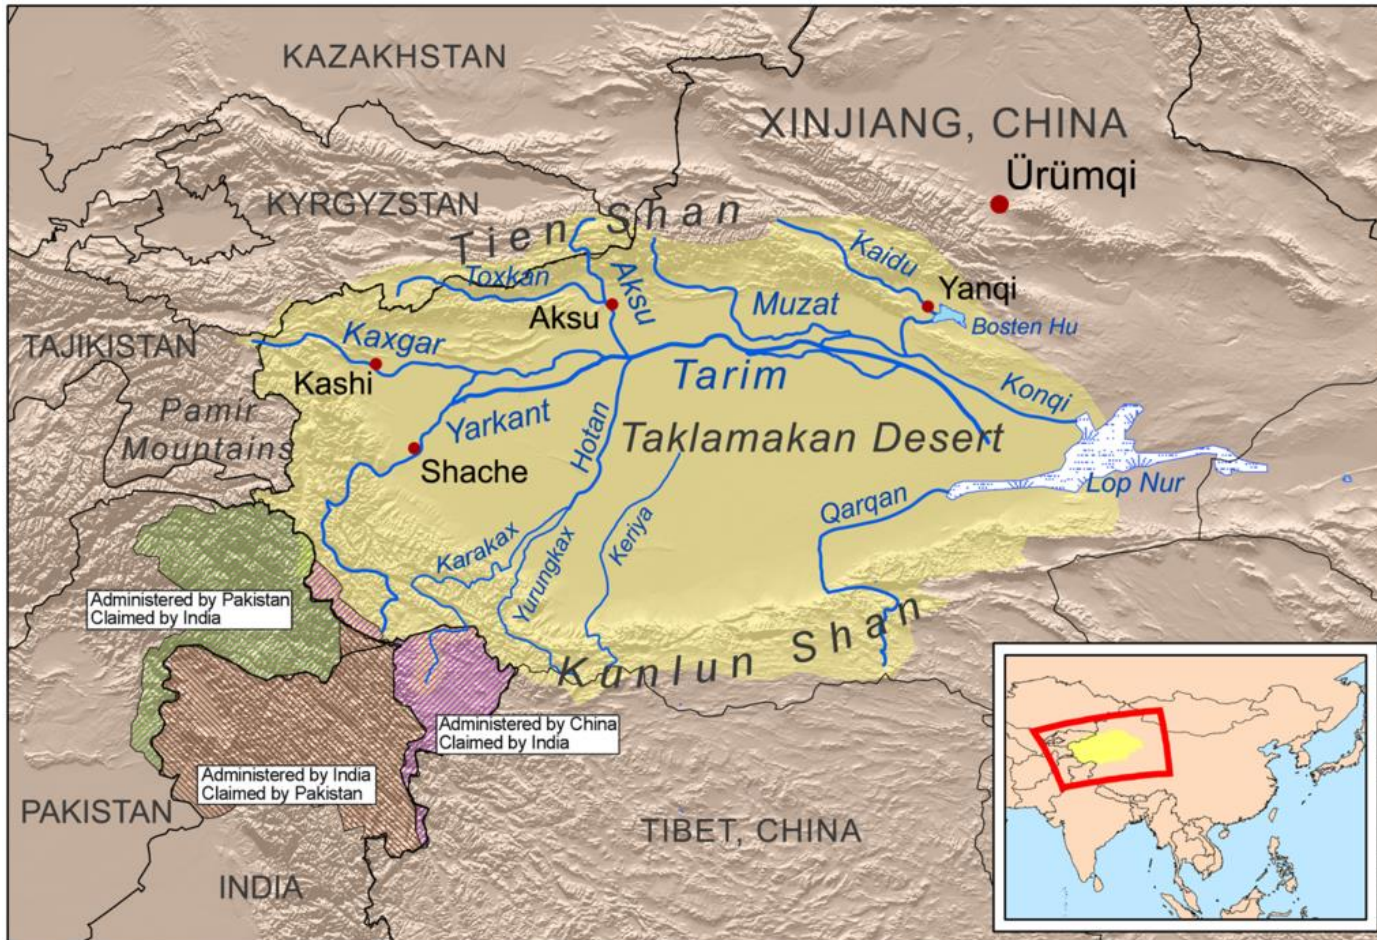 KAZAKHSTAN
XINJIANG, CHINA
Ürümqi
KYRGYZSTAN
Tien Shan
Kaidu
Toxkan
Aksu
Yanqi
Muzat
Aksu
Bosten Hu
Kaxgar
TAJIKISTAN
Tarim
Kashi
Konqi
Pamir
Mountains
Yarkant
Hotan
Taklamakan Desert
Shache
Lop Nur
Qarqan
Keriya
Karakax
Yurungkax
Administered by Pakistan
Claimed by India
Kunlun Shan
Administered by China
Claimed by India
Administered by India
Claimed by Pakistan
PAKISTAN
TIBET, CHINA
INDIA